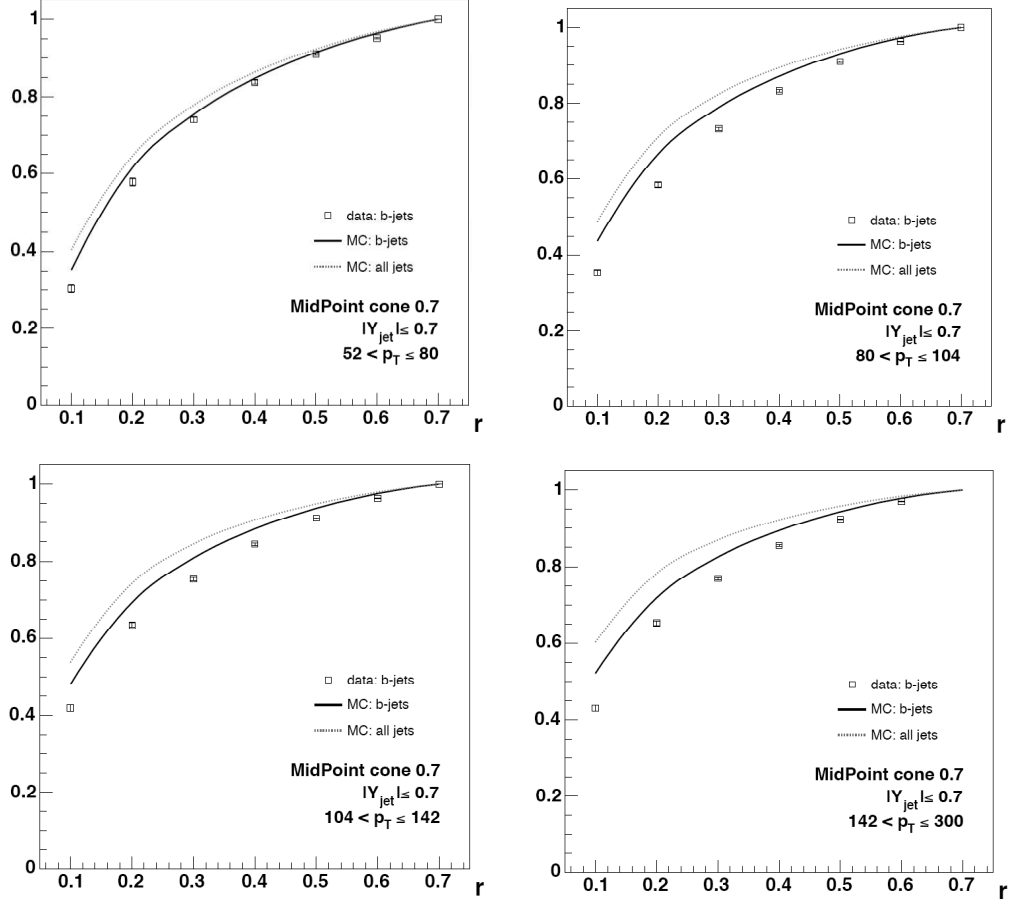 1
0.8
0.6
0.4
0.2
0
data: b-jets
MC: b-jets
MC: all jets
MidPoint cone 0.7
|Y_jet|≤ 0.7
52 < p_T ≤ 80
0.1 0.2 0.3 0.4 0.5 0.6 0.7
r
1
0.8
0.6
0.4
0.2
0
data: b-jets
MC: b-jets
MC: all jets
MidPoint cone 0.7
|Y_jet|≤ 0.7
80 < p_T ≤ 104
0.1 0.2 0.3 0.4 0.5 0.6 0.7
r
1
0.8
0.6
0.4
0.2
0
data: b-jets
MC: b-jets
MC: all jets
MidPoint cone 0.7
|Y_jet|≤ 0.7
104 < p_T ≤ 142
0.1 0.2 0.3 0.4 0.5 0.6 0.7
r
1
0.8
0.6
0.4
0.2
0
data: b-jets
MC: b-jets
MC: all jets
MidPoint cone 0.7
|Y_jet|≤ 0.7
142 < p_T ≤ 300
0.1 0.2 0.3 0.4 0.5 0.6 0.7
r